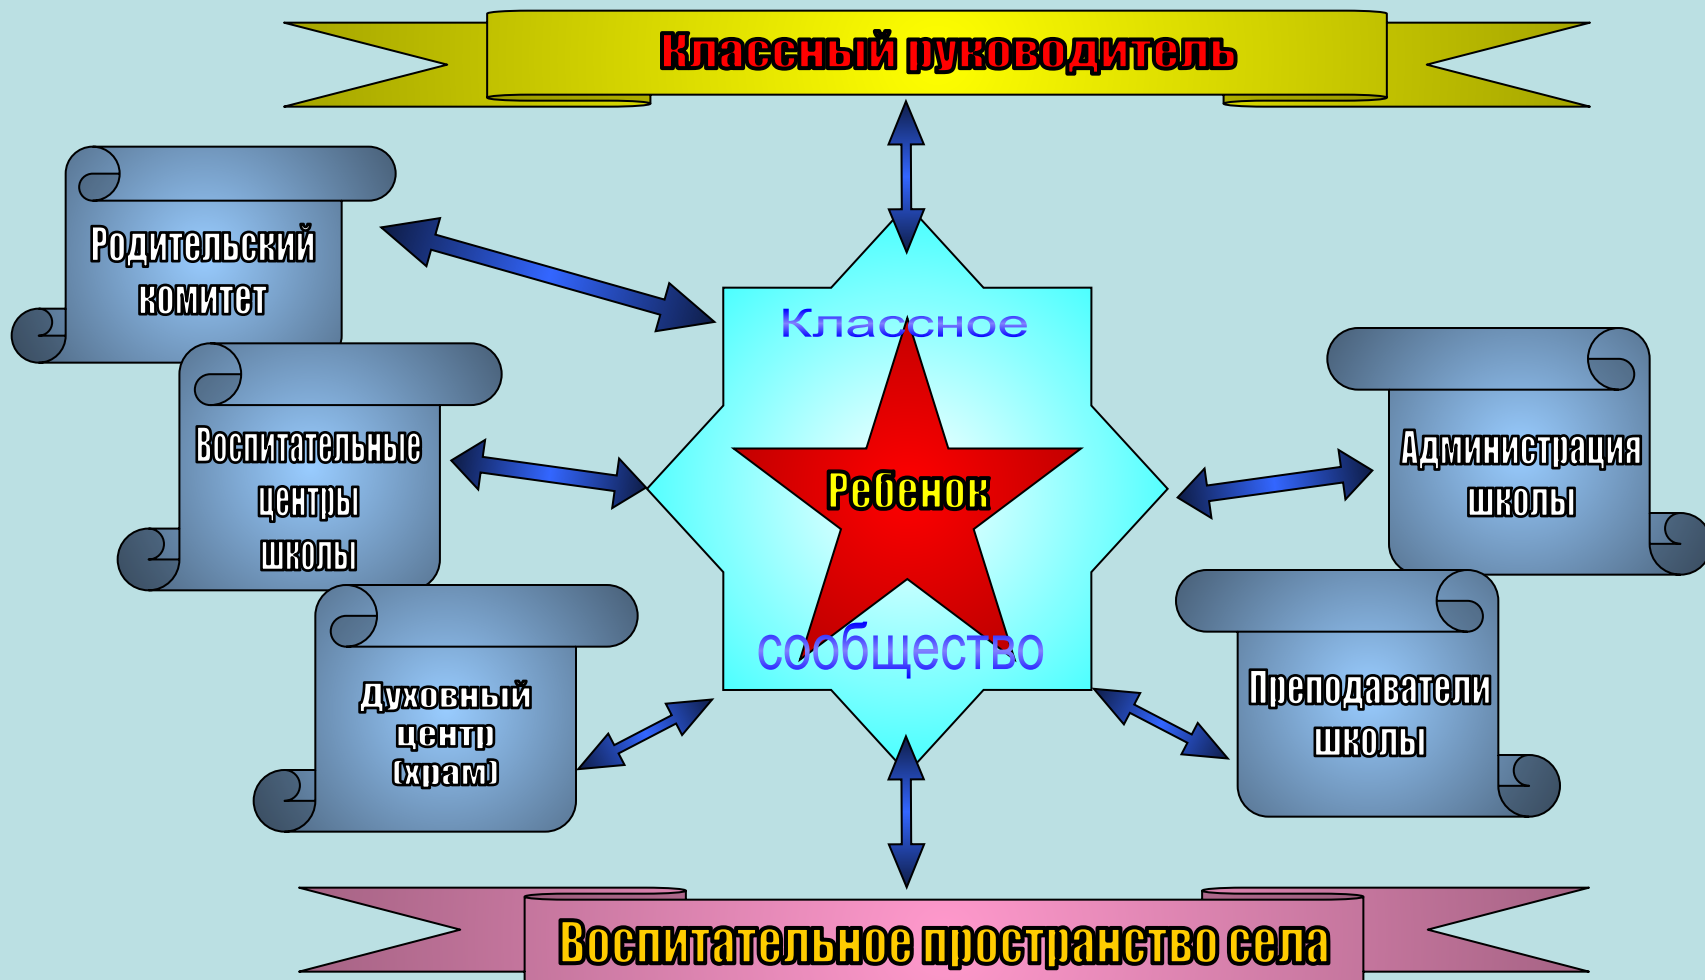 Классный руководитель
Родительский
комитет
Классное
Воспитательные
центры
школы
Ребенок
Администрация
школы
сообщество
Духовный
центр
(храм)
Преподаватели
школы
Воспитательное пространство села